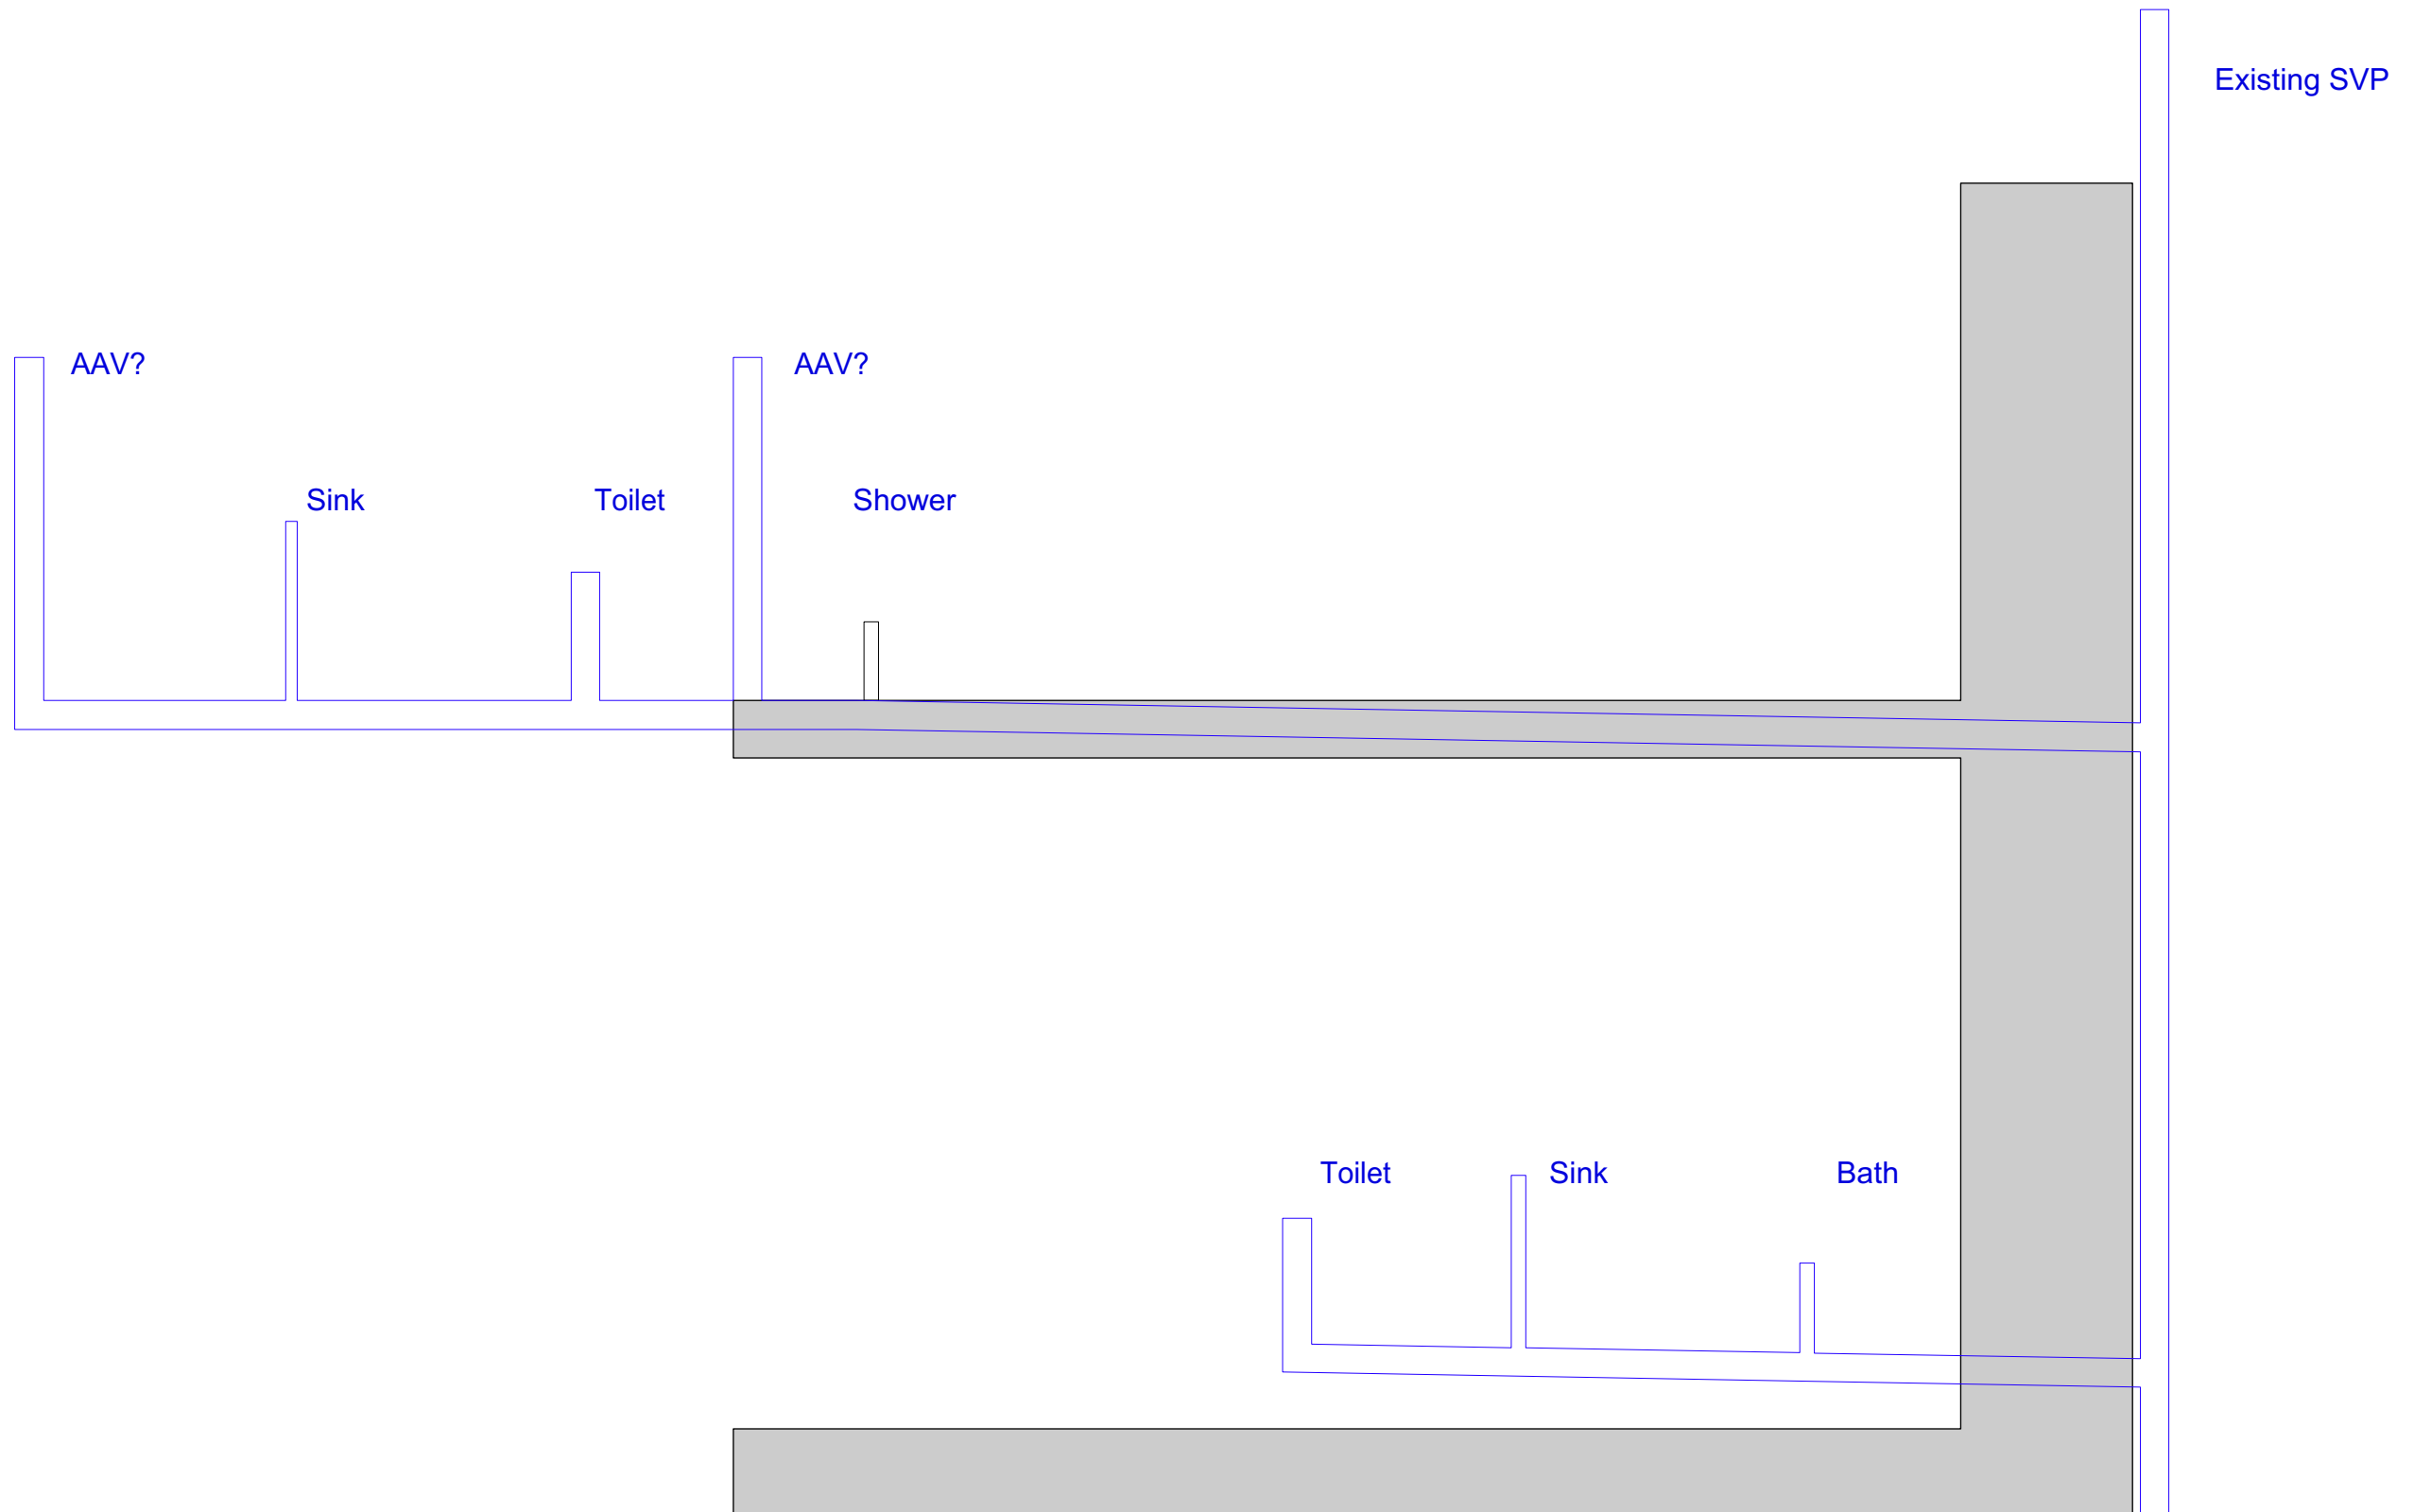 Existing SVP
AAV?
AAV?
Sink
Toilet
Shower
Toilet
Sink
Bath